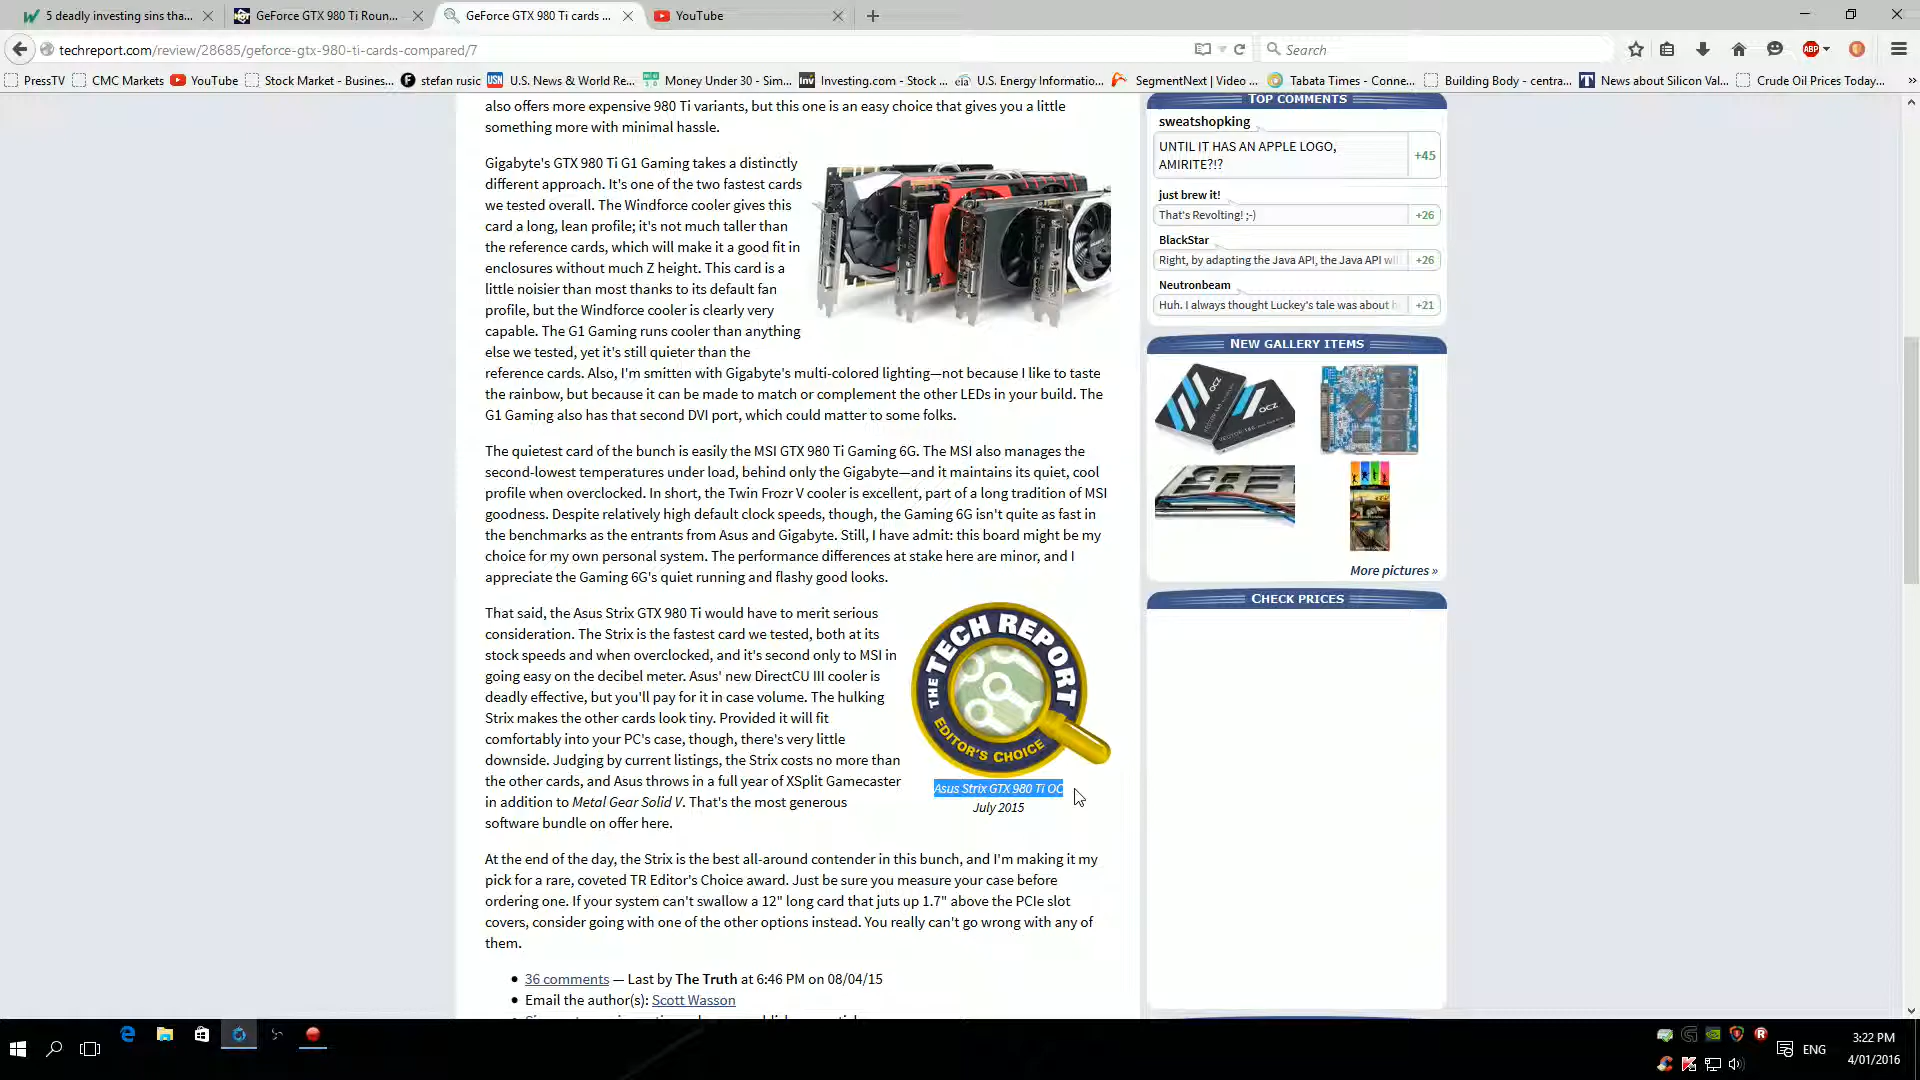 5 deadly investing sins tha...
GeForce GTX 980 Ti Roun...
GeForce GTX 980 Ti cards ...
YouTube
techreport.com/review/28685/geforce-gtx-980-ti-cards-compared/7
Search
PressTV
CMC Markets
YouTube
Stock Market - Busines...
stefan rusic
U.S. News & World Re...
Money Under 30 - Sim...
Investing.com - Stock ...
U.S. Energy Informatio...
SegmentNext | Video ...
Tabata Times - Conne...
Building Body - centra...
News about Silicon Val...
Crude Oil Prices Today...
also offers more expensive 980 Ti variants, but this one is an easy choice that gives you a little
something more with minimal hassle.
Gigabyte's GTX 980 Ti G1 Gaming takes a distinctly
different approach. It's one of the two fastest cards
we tested overall. The Windforce cooler gives this
card a long, lean profile; it's not much taller than
the reference cards, which will make it a good fit in
enclosures without much Z height. This card is a
little noisier than most thanks to its default fan
profile, but the Windforce cooler is clearly very
capable. The G1 Gaming runs cooler than anything
else we tested, yet it's still quieter than the
reference cards. Also, I'm smitten with Gigabyte's multi-colored lighting—not because I like to taste
the rainbow, but because it can be made to match or complement the other LEDs in your build. The
G1 Gaming also has that second DVI port, which could matter to some folks.
The quietest card of the bunch is easily the MSI GTX 980 Ti Gaming 6G. The MSI also manages the
second-lowest temperatures under load, behind only the Gigabyte—and it maintains its quiet, cool
profile when overclocked. In short, the Twin Frozr V cooler is excellent, part of a long tradition of MSI
goodness. Despite relatively high default clock speeds, though, the Gaming 6G isn't quite as fast in
the benchmarks as the entrants from Asus and Gigabyte. Still, I have admit: this board might be my
choice for my own personal system. The performance differences at stake here are minor, and I
appreciate the Gaming 6G's quiet running and flashy good looks.
That said, the Asus Strix GTX 980 Ti would have to merit serious
consideration. The Strix is the fastest card we tested, both at its
stock speeds and when overclocked, and it's second only to MSI in
going easy on the decibel meter. Asus' new DirectCU III cooler is
deadly effective, but you'll pay for it in case volume. The hulking
Strix makes the other cards look tiny. Provided it will fit
comfortably into your PC's case, though, there's very little
downside. Judging by current listings, the Strix costs no more than
the other cards, and Asus throws in a full year of XSplit Gamecaster
in addition to Metal Gear Solid V. That's the most generous
software bundle on offer here.
THE TECH REPORT
EDITOR'S CHOICE
Asus Strix GTX 980 Ti OC
July 2015
At the end of the day, the Strix is the best all-around contender in this bunch, and I'm making it my
pick for a rare, coveted TR Editor's Choice award. Just be sure you measure your case before
ordering one. If your system can't swallow a 12" long card that juts up 1.7" above the PCIe slot
covers, consider going with one of the other options instead. You really can't go wrong with any of
them.
36 comments — Last by The Truth at 6:46 PM on 08/04/15
Email the author(s): Scott Wasson
TOP COMMENTS
sweatshopking
UNTIL IT HAS AN APPLE LOGO,
AMIRITE?!? +45
just brew it!
That's Revolting! ;-) +26
BlackStar
Right, by adapting the Java API, the Java API wi +26
Neutronbeam
Huh. I always thought Luckey's tale was about h +21
NEW GALLERY ITEMS
OCZ
OCZ
More pictures »
CHECK PRICES
ENG
3:22 PM
4/01/2016